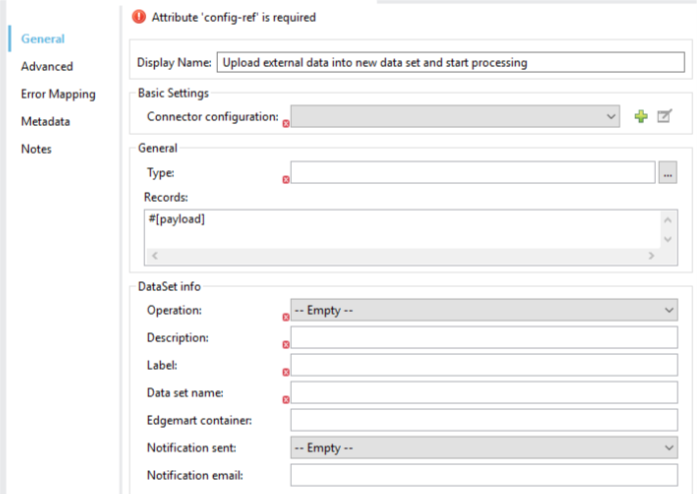 Attribute 'config-ref' is required
General
Advanced
Error Mapping
Metadata
Notes
Display Name: Upload external data into new data set and start processing
Basic Settings
Connector configuration:
General
Type:
...
Records:
#[payload]
DataSet info
Operation: -- Empty --
Description:
Label:
Data set name:
Edgemart container:
Notification sent: -- Empty --
Notification email: